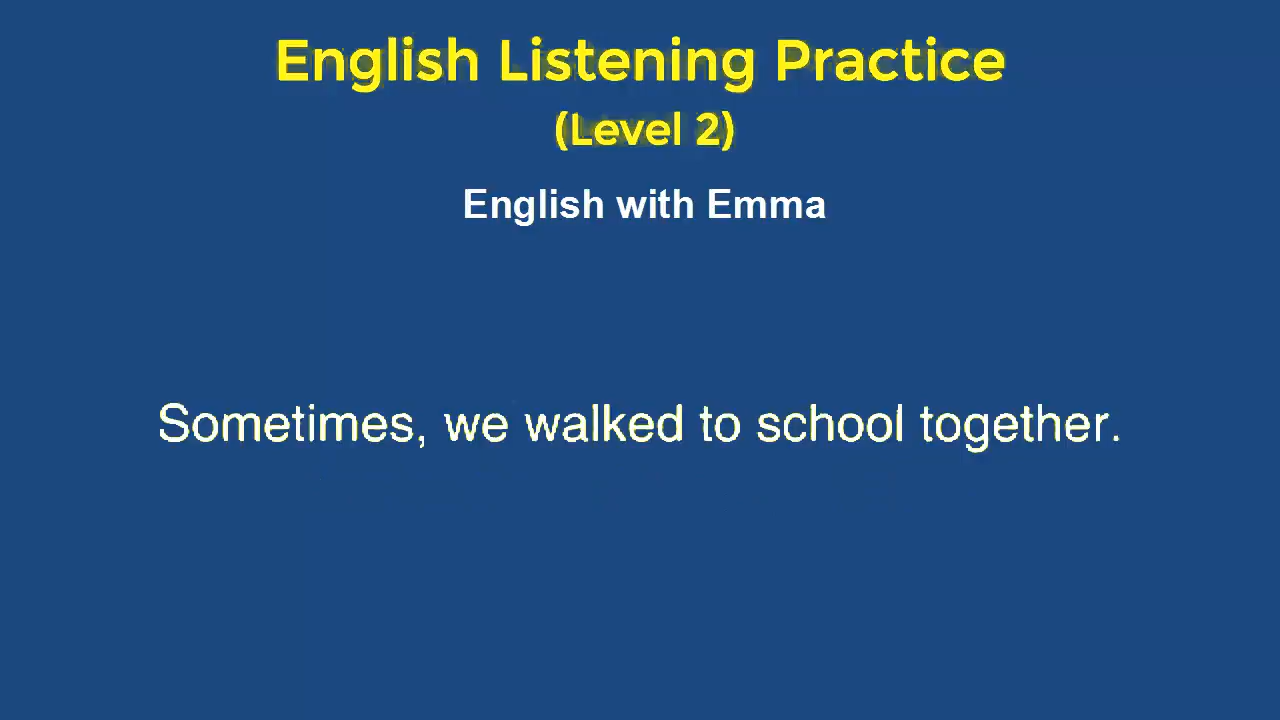 English Listening Practice
(Level 2)
English with Emma
Sometimes, we walked to school together.